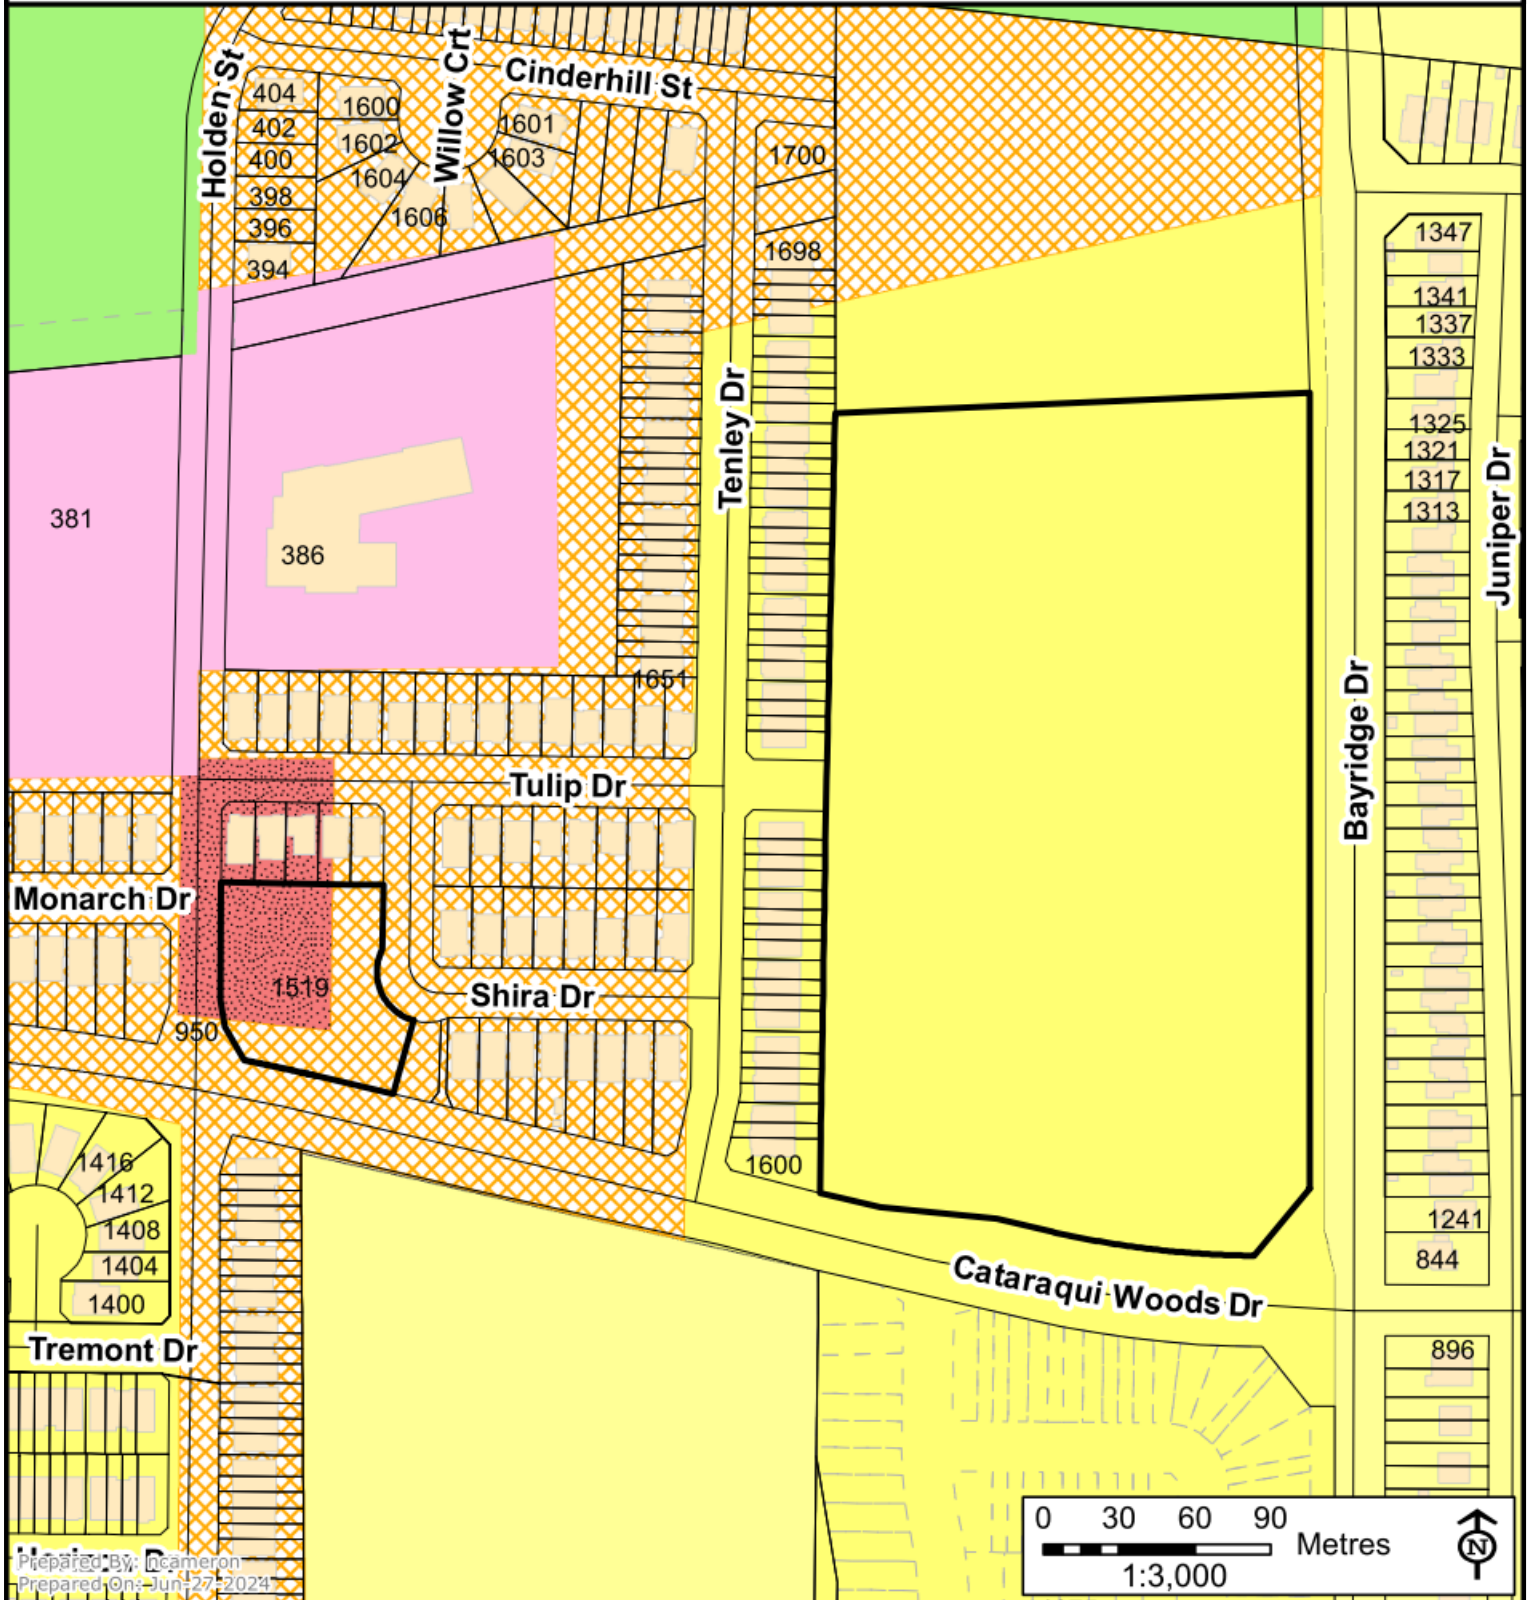 Holden St
Willow Crt
Cinderhill St
404
402
400
398
396
394
1600
1602
1604
1606
1601
1603
1700
1698
1347
1341
1337
1333
1325
1321
1317
1313
Tenley Dr
Juniper Dr
381
386
1651
Bayridge Dr
Tulip Dr
Monarch Dr
1519
Shira Dr
950
1600
1416
1412
1408
1404
1400
1241
844
Cataraqui Woods Dr
Tremont Dr
896
0 30 60 90
Metres
1:3,000
N
Prepared By: ncameron
Prepared On: Jun-27-2024